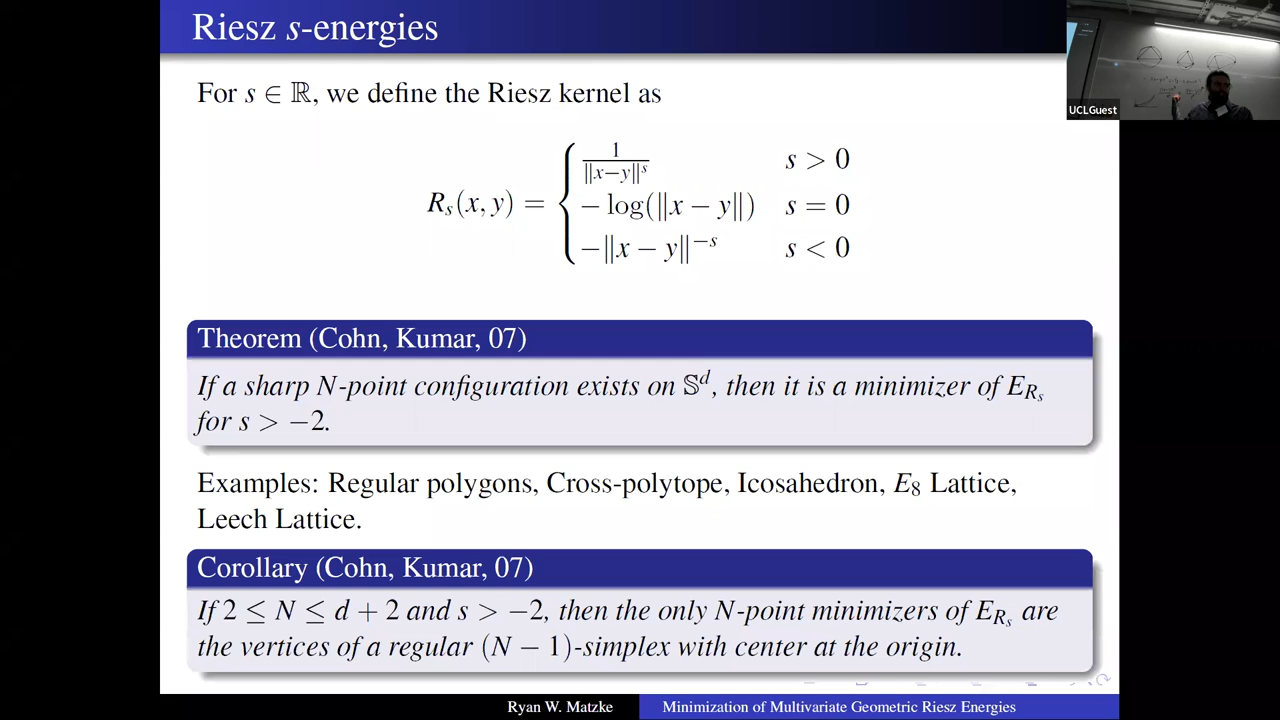 Riesz s-energies
For s ∈ ℝ, we define the Riesz kernel as
R_s(x, y) = { 1/‖x−y‖^s s > 0
− log(‖x − y‖) s = 0
−‖x − y‖^{−s} s < 0
Theorem (Cohn, Kumar, 07)
If a sharp N-point configuration exists on 𝕊^d, then it is a minimizer of E_{R_s}
for s > −2.
Examples: Regular polygons, Cross-polytope, Icosahedron, E_8 Lattice,
Leech Lattice.
Corollary (Cohn, Kumar, 07)
If 2 ≤ N ≤ d + 2 and s > −2, then the only N-point minimizers of E_{R_s} are
the vertices of a regular (N − 1)-simplex with center at the origin.
Ryan W. Matzke Minimization of Multivariate Geometric Riesz Energies
UCLGuest